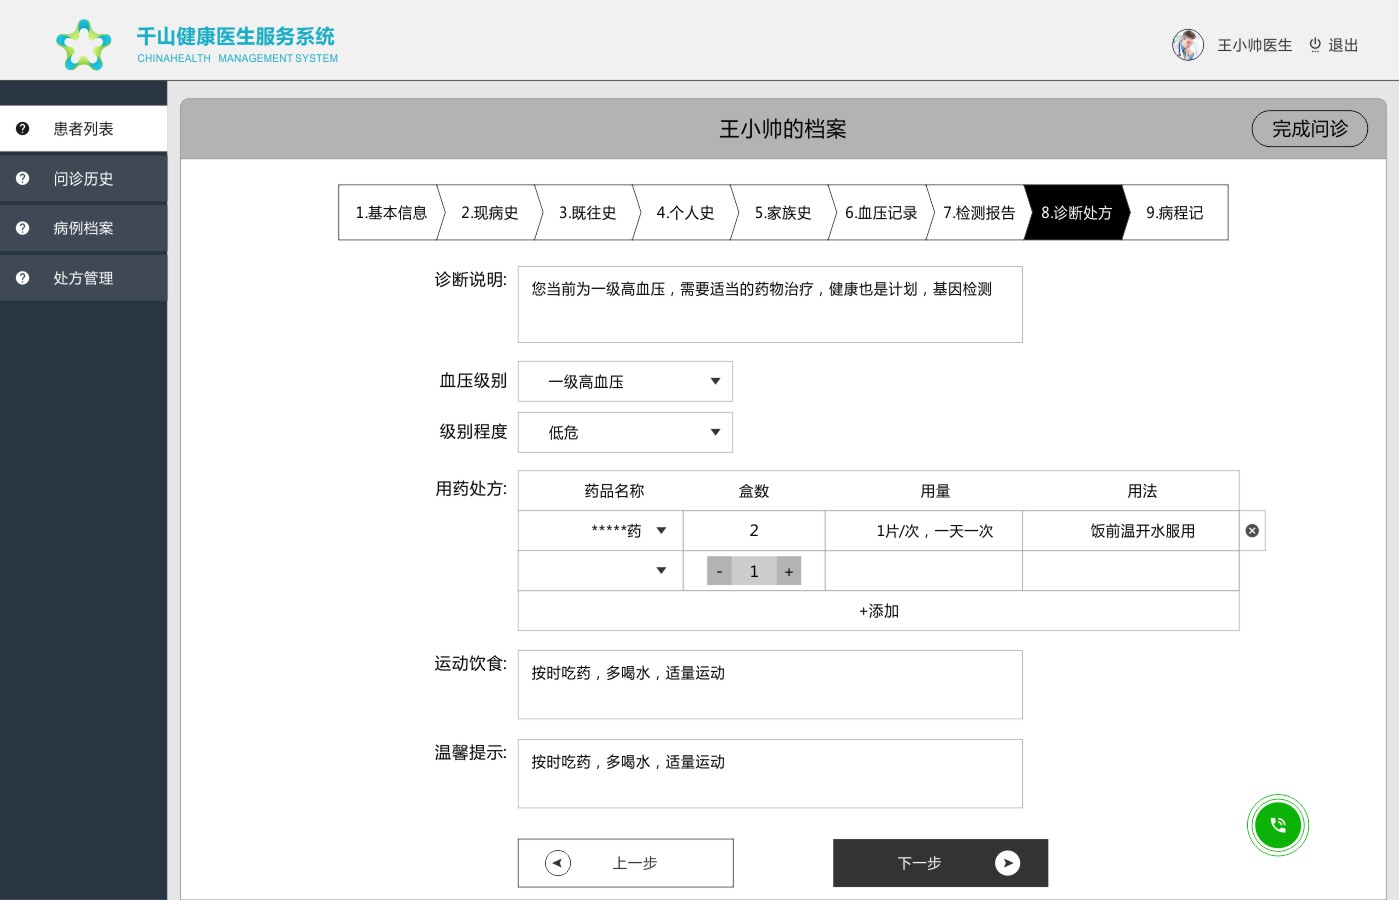 千山健康医生服务系统
CHINAHEALTH MANAGEMENT SYSTEM
王小帅医生 退出
患者列表
问诊历史
病例档案
处方管理
王小帅的档案
完成问诊
1.基本信息 2.现病史 3.既往史 4.个人史 5.家族史 6.血压记录 7.检测报告 8.诊断处方 9.病程记
诊断说明: 您当前为一级高血压，需要适当的药物治疗，健康也是计划，基因检测
血压级别 一级高血压
级别程度 低危
用药处方: 药品名称 盒数 用量 用法
*****药 2 1片/次，一天一次 饭前温开水服用
- 1 +
+添加
运动饮食: 按时吃药，多喝水，适量运动
温馨提示: 按时吃药，多喝水，适量运动
上一步 下一步